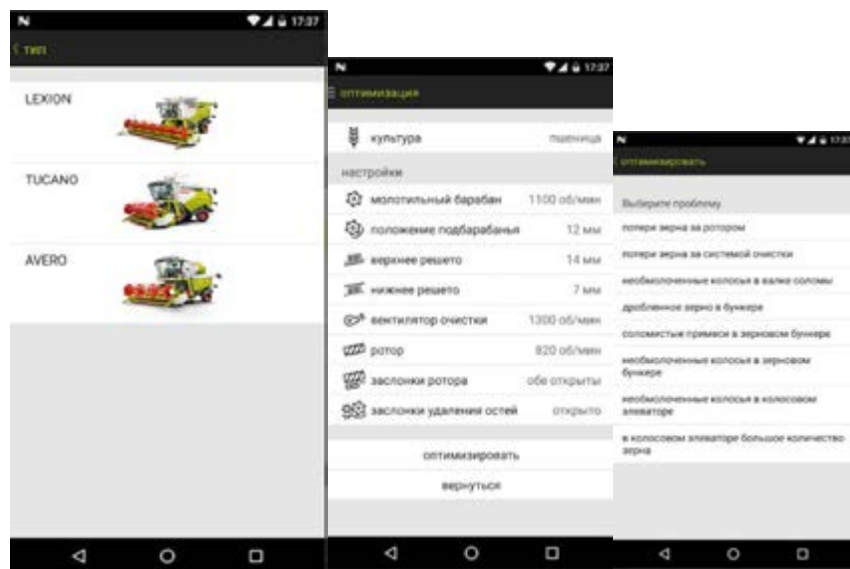 17:37
тип
LEXION
TUCANO
AVERO
17:37
оптимизация
культура пшеница
настройки
молотильный барабан 1100 об/мин
положение подбарабанья 12 мм
верхнее решето 14 мм
нижнее решето 7 мм
вентилятор очистки 1300 об/мин
ротор 820 об/мин
заслонки ротора обе открыты
заслонки удаления остей открыто
оптимизировать
вернуться
17:37
оптимизировать
Выберите проблему
потери зерна за ротором
потери зерна за системой очистки
необмолоченные колосья в валке соломы
дробленное зерно в бункере
соломистые примеси в зерновом бункере
необмолоченные колосья в зерновом
бункере
необмолоченные колосья в колосовом
элеваторе
в колосовом элеваторе большое количество
зерна